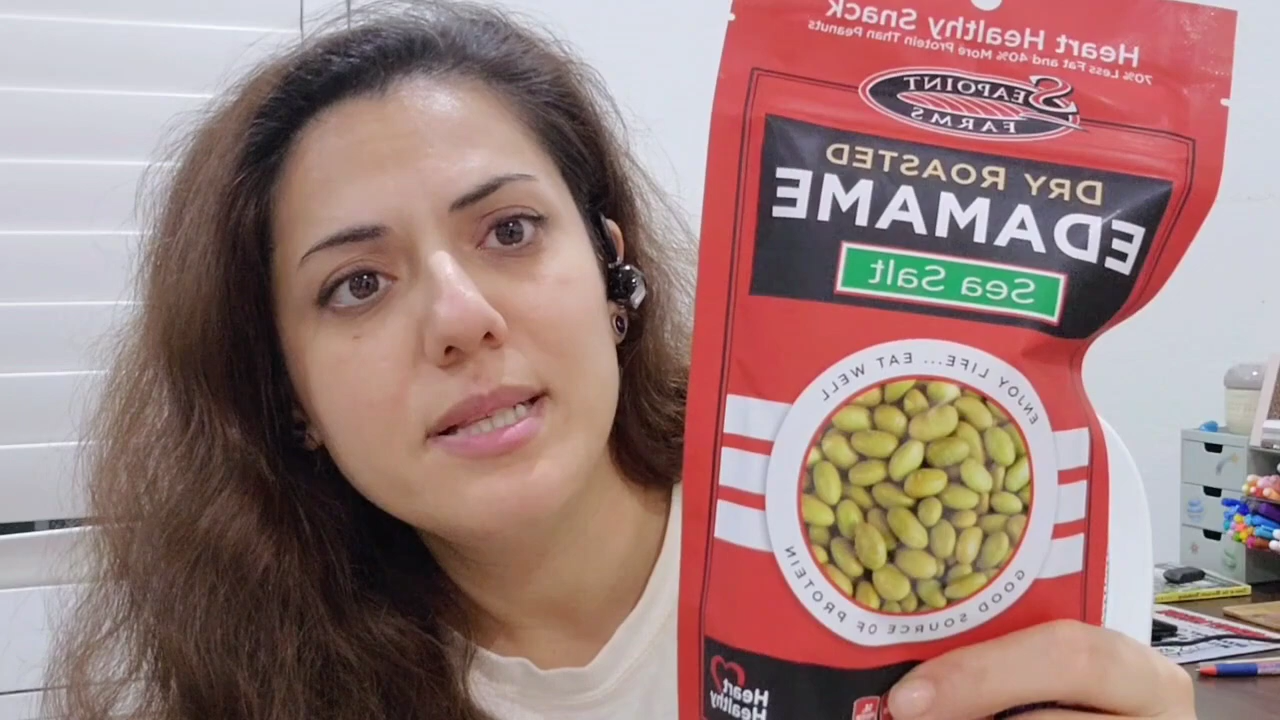 Heart Healthy Snack
70% Less Fat and 40% More Protein Than Peanuts
SEAPOINT
FARMS
DRY ROASTED
EDAMAME
Sea Salt
ENJOY LIFE... EAT WELL
GOOD SOURCE OF PROTEIN
Heart
Healthy